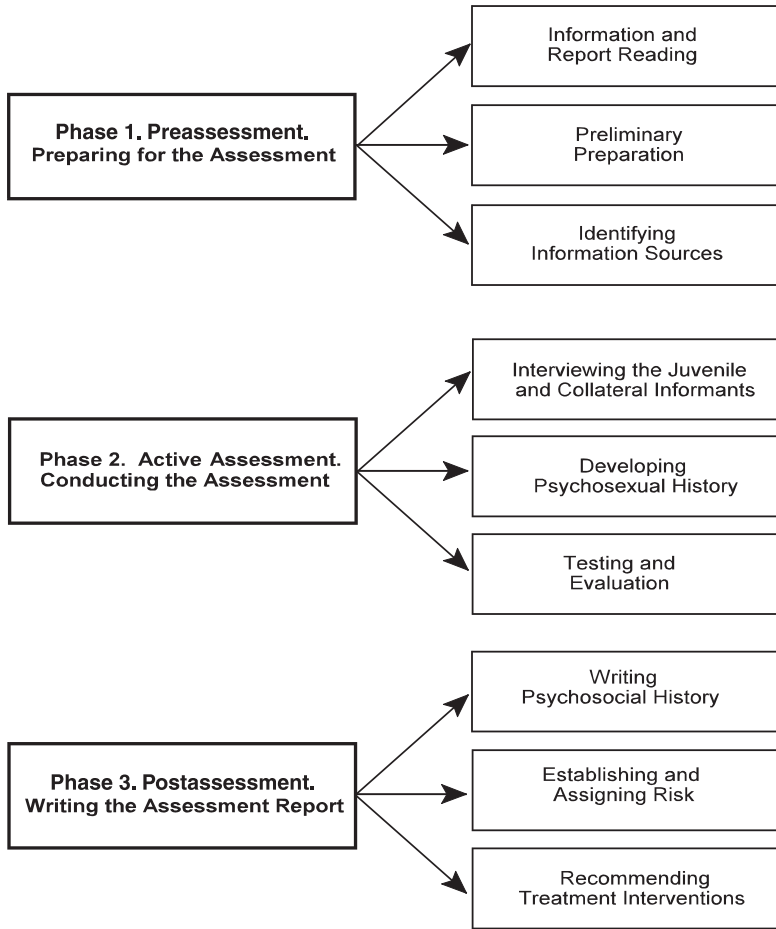 Information and
Report Reading
Phase 1. Preassessment.
Preparing for the Assessment
Preliminary
Preparation
Identifying
Information Sources
Interviewing the Juvenile
and Collateral Informants
Phase 2. Active Assessment.
Conducting the Assessment
Developing
Psychosexual History
Testing and
Evaluation
Writing
Psychosocial History
Phase 3. Postassessment.
Writing the Assessment Report
Establishing and
Assigning Risk
Recommending
Treatment Interventions